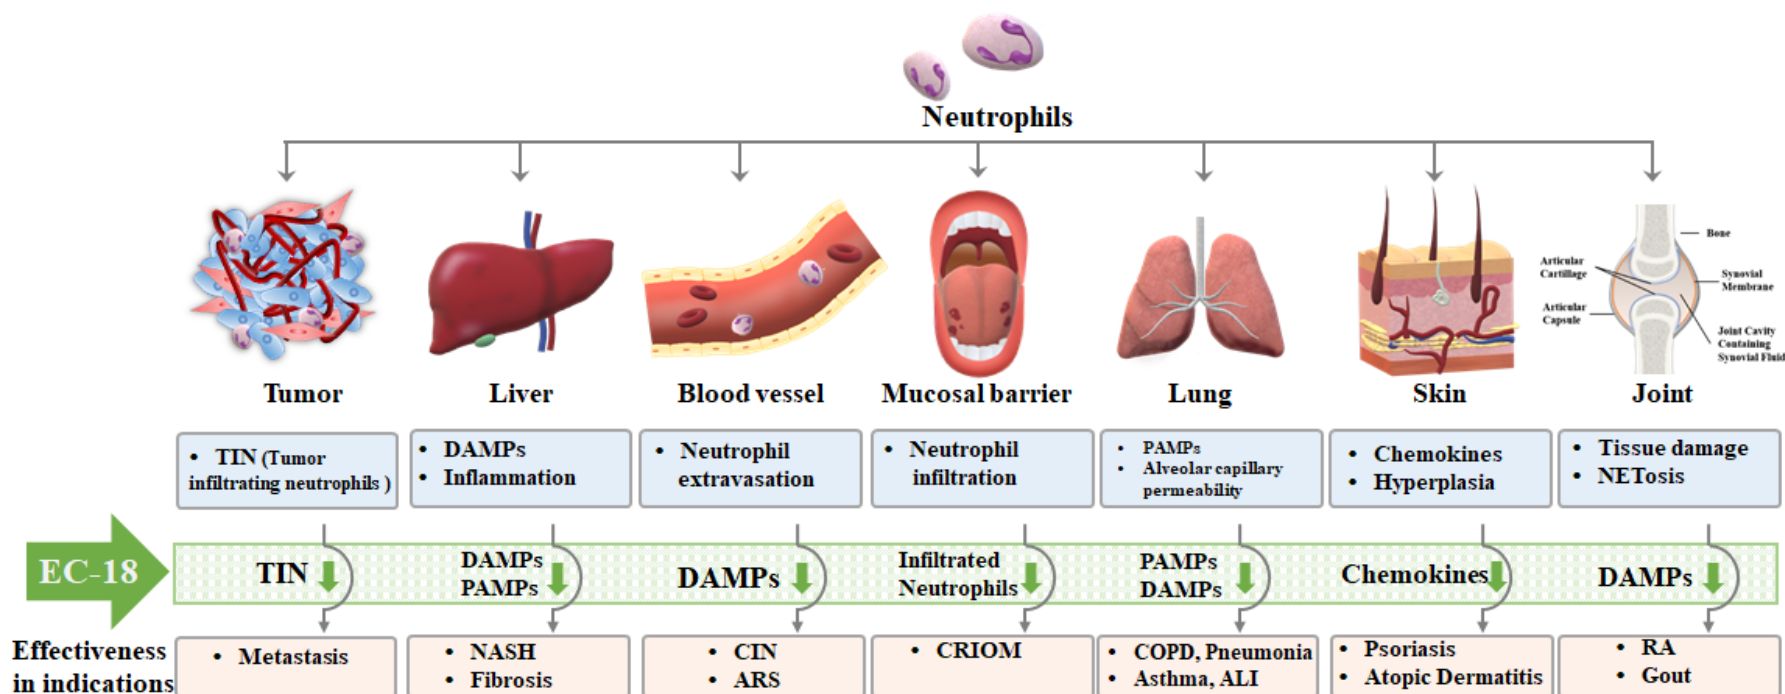 Neutrophils
Bone
Articular
Cartilage
Synovial
Membrane
Articular
Capsule
Joint Cavity
Containing
Synovial Fluid
Tumor
Liver
Blood vessel
Mucosal barrier
Lung
Skin
Joint
• TIN (Tumor
infiltrating neutrophils )
• DAMPs
• Inflammation
• Neutrophil
extravasation
• Neutrophil
infiltration
• PAMPs
• Alveolar capillary
permeability
• Chemokines
• Hyperplasia
• Tissue damage
• NETosis
EC-18
TIN
DAMPs
PAMPs
DAMPs
Infiltrated
Neutrophils
PAMPs
DAMPs
Chemokines
DAMPs
Effectiveness
in indications
• Metastasis
• NASH
• Fibrosis
• CIN
• ARS
• CRIOM
• COPD, Pneumonia
• Asthma, ALI
• Psoriasis
• Atopic Dermatitis
• RA
• Gout